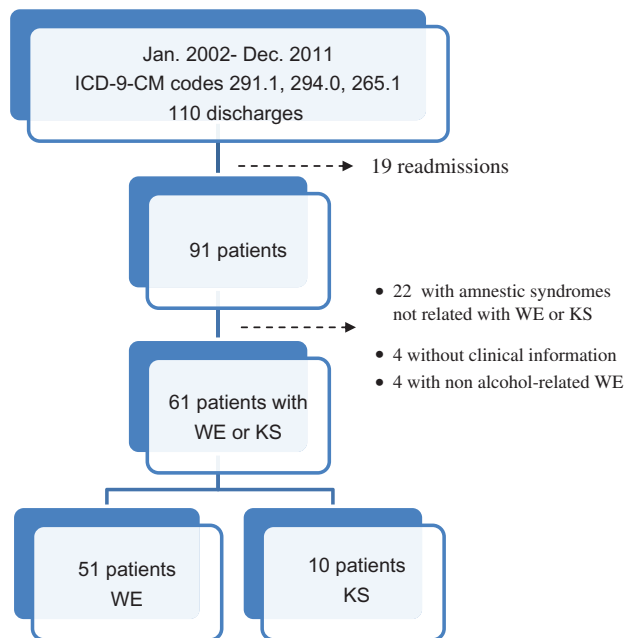 Jan. 2002- Dec. 2011
ICD-9-CM codes 291.1, 294.0, 265.1
110 discharges
19 readmissions
91 patients
• 22 with amnestic syndromes
not related with WE or KS
• 4 without clinical information
• 4 with non alcohol-related WE
61 patients with
WE or KS
51 patients
WE
10 patients
KS